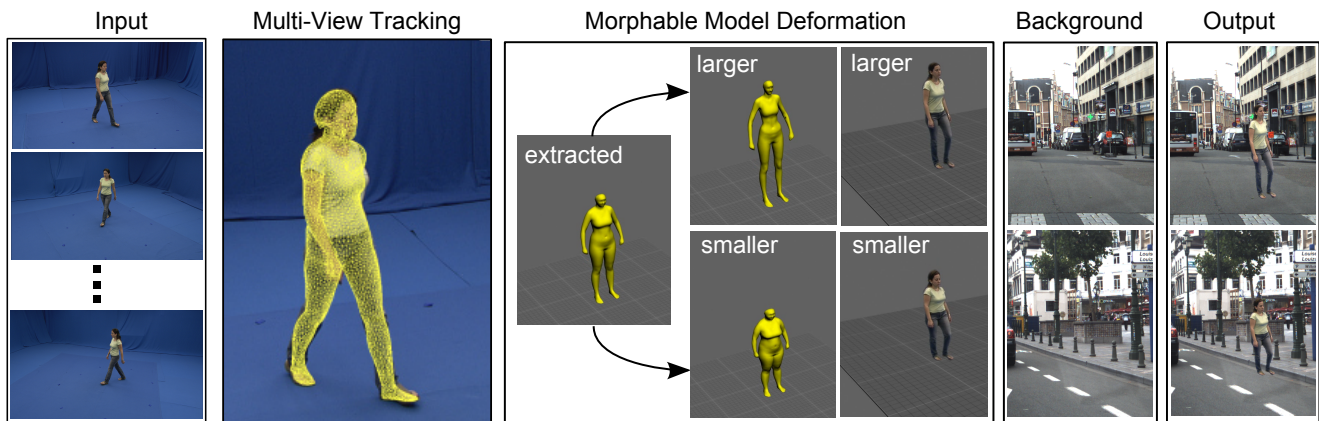 Input
Multi-View Tracking
Morphable Model Deformation
Background
Output
extracted
larger
larger
smaller
smaller